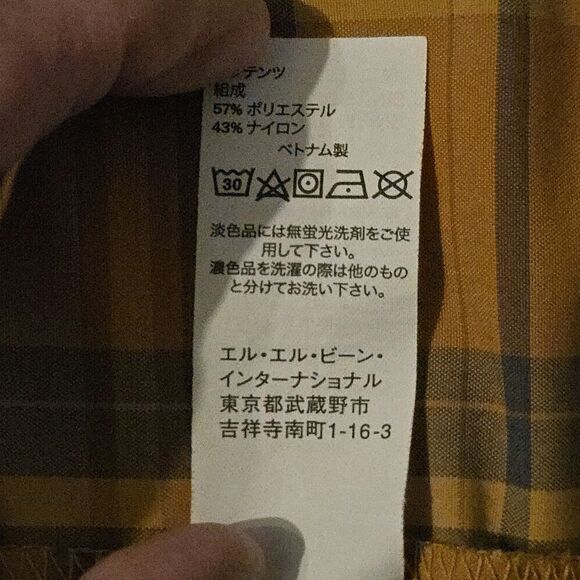 組成
57% ポリエステル
43% ナイロン
ベトナム製
30
淡色品には無蛍光洗剤をご使
用して下さい。
濃色品を洗濯の際は他のもの
と分けてお洗い下さい。
エル・エル・ビーン・
インターナショナル
東京都武蔵野市
吉祥寺南町1-16-3